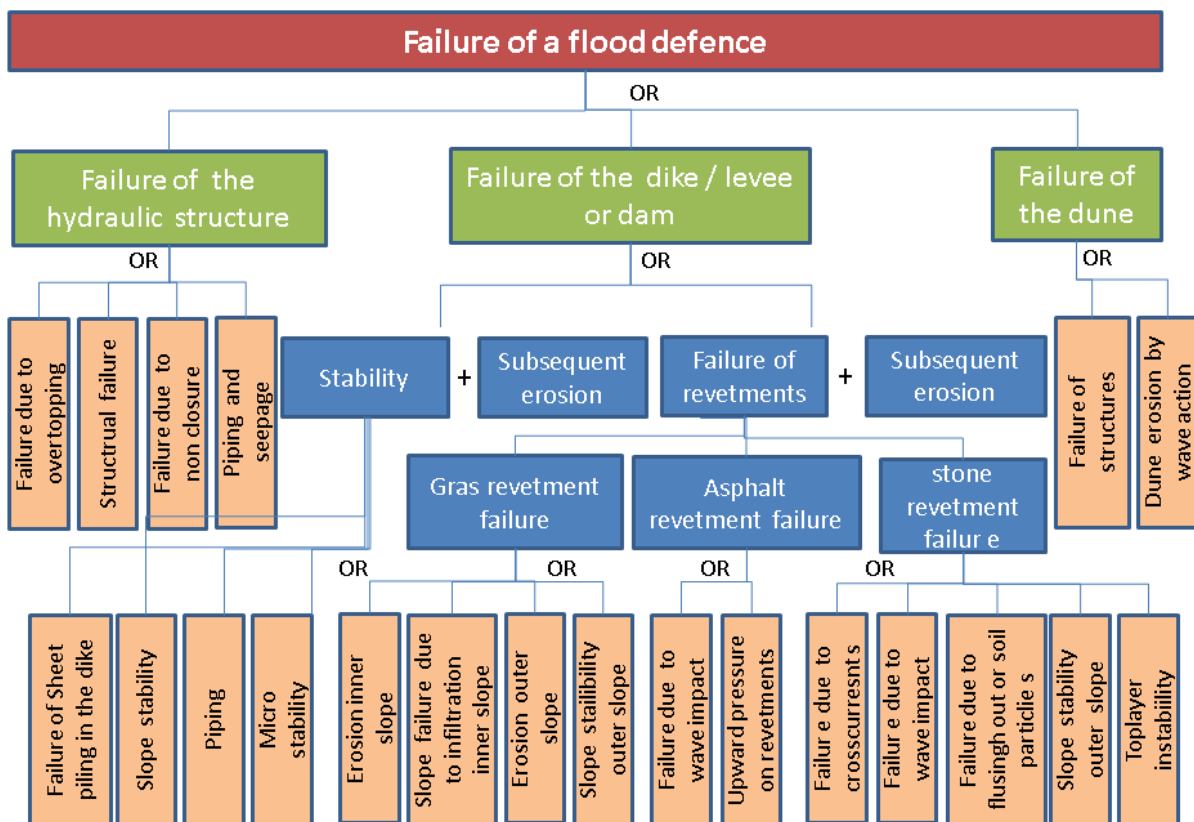 Failure of a flood defence
OR
Failure of the
hydraulic structure
Failure of the dike / levee
or dam
Failure of
the dune
OR
OR
OR
Failure due to
overtopping
Structrual failure
Failure due to
non closure
Piping and
seepage
Stability
+
Subsequent
erosion
Failure of
revetments
+
Subsequent
erosion
Failure of
structures
Dune erosion by
wave action
Gras revetment
failure
Asphalt
revetment failure
stone
revetment
failur e
OR
OR
OR
OR
Failure of Sheet
piling in the dike
Slope stability
Piping
Micro
stability
Erosion inner
slope
Slope failure due
to infiltration
inner slope
Erosion outer
slope
Slope stailibility
outer slope
Failure due to
wave impact
Upward pressure
on revetments
Failur e due to
crosscurresnt s
Failur e due to
wave impact
Failur e due to
flusingh out or soil
particle s
Slope stability
outer slope
Toplayer
instability